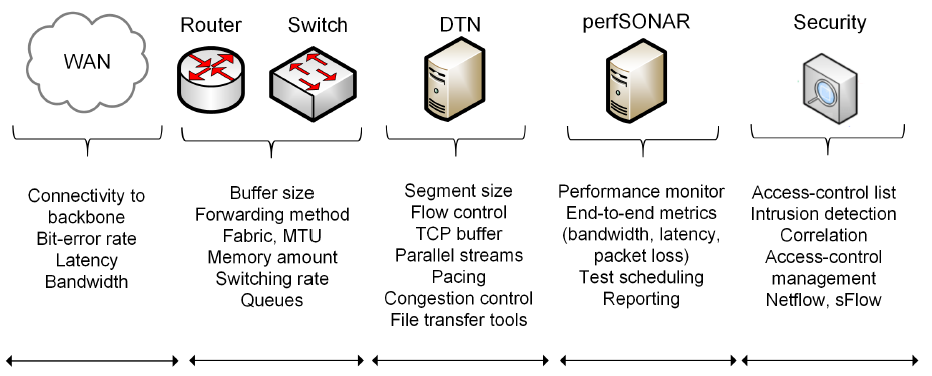 WAN
Router
Switch
DTN
perfSONAR
Security
Connectivity to
backbone
Bit-error rate
Latency
Bandwidth
Buffer size
Forwarding method
Fabric, MTU
Memory amount
Switching rate
Queues
Segment size
Flow control
TCP buffer
Parallel streams
Pacing
Congestion control
File transfer tools
Performance monitor
End-to-end metrics
(bandwidth, latency,
packet loss)
Test scheduling
Reporting
Access-control list
Intrusion detection
Correlation
Access-control
management
Netflow, sFlow